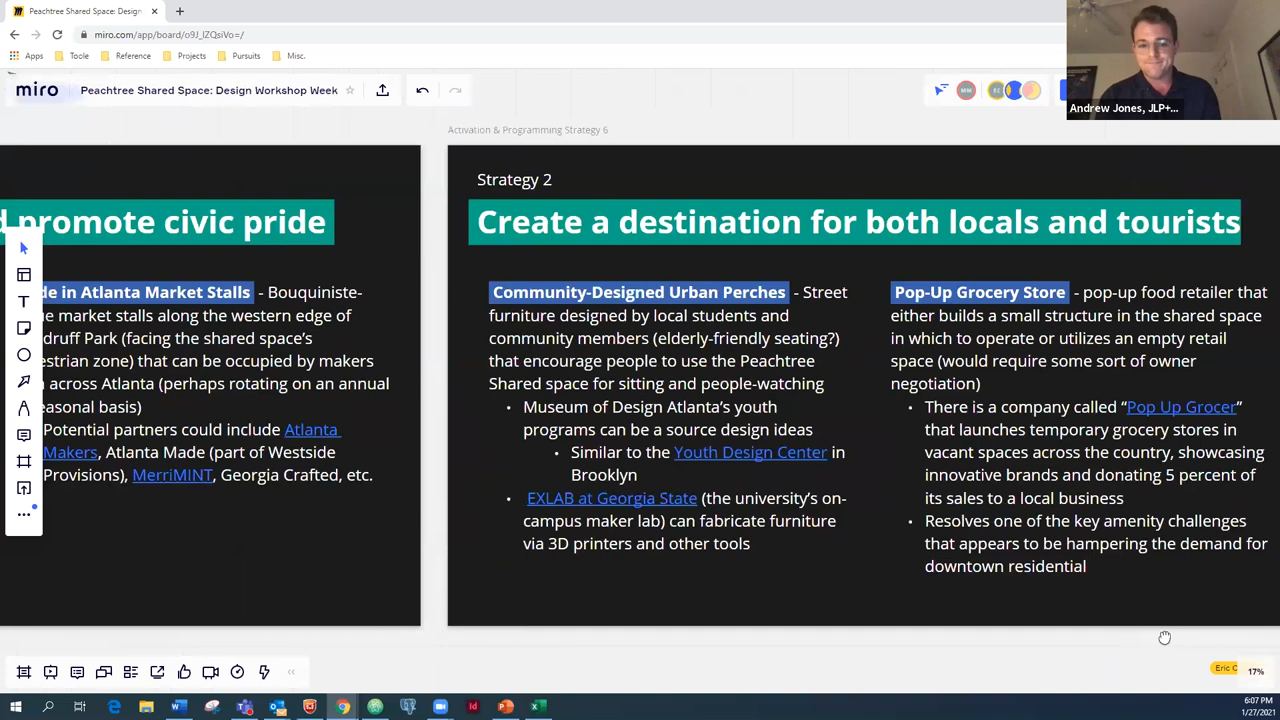 Peachtree Shared Space: Design
miro.com/app/board/o9J_lZQsiVo=/
Apps
Toole
Reference
Projects
Pursuits
Misc.
miro
Peachtree Shared Space: Design Workshop Week
MW
EC
Andrew Jones, JLP+...
Activation & Programming Strategy 6
d promote civic pride
de in Atlanta Market Stalls - Bouquiniste-
e market stalls along the western edge of
druff Park (facing the shared space's
estrian zone) that can be occupied by makers
across Atlanta (perhaps rotating on an annual
easonal basis)
Potential partners could include Atlanta
Makers, Atlanta Made (part of Westside
Provisions), MerriMINT, Georgia Crafted, etc.
Strategy 2
Create a destination for both locals and tourists
Community-Designed Urban Perches - Street
furniture designed by local students and
community members (elderly-friendly seating?)
that encourage people to use the Peachtree
Shared space for sitting and people-watching
• Museum of Design Atlanta's youth
programs can be a source design ideas
• Similar to the Youth Design Center in
Brooklyn
• EXLAB at Georgia State (the university's on-
campus maker lab) can fabricate furniture
via 3D printers and other tools
Pop-Up Grocery Store - pop-up food retailer that
either builds a small structure in the shared space
in which to operate or utilizes an empty retail
space (would require some sort of owner
negotiation)
• There is a company called "Pop Up Grocer"
that launches temporary grocery stores in
vacant spaces across the country, showcasing
innovative brands and donating 5 percent of
its sales to a local business
• Resolves one of the key amenity challenges
that appears to be hampering the demand for
downtown residential
Eric C
17%
6:07 PM
1/27/2021